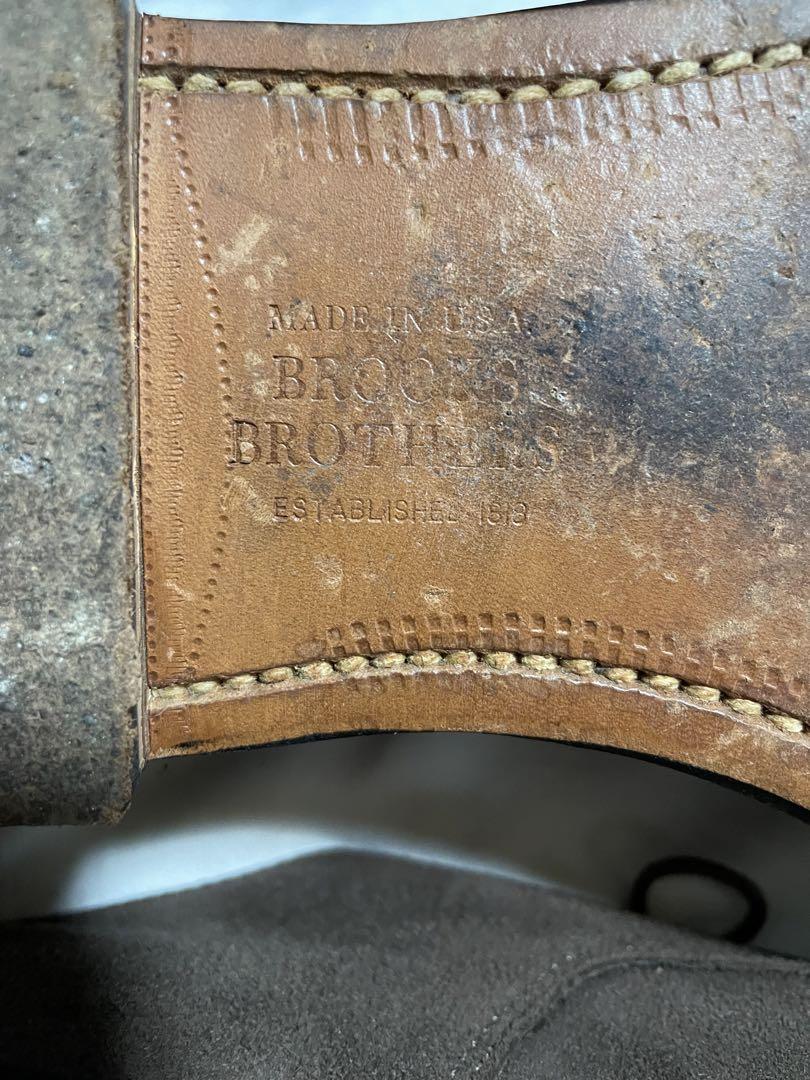 MADE IN U.S.A.
BROOKS
BROTHERS
ESTABLISHED 1818